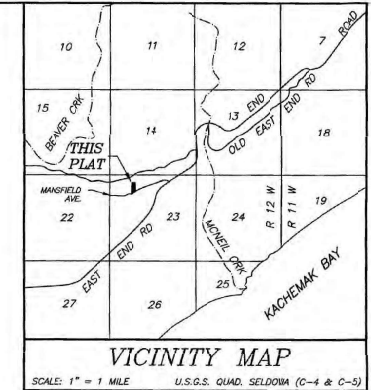 10
11
12
7
ROAD
15
BEAVER CRK
14
13
END
OLD EAST END RD
18
THIS
PLAT
MANSFIELD
AVE.
22
23
24
R 12 W
R 11 W
19
MCNEIL CRK
EAST END RD
27
26
25
KACHEMAK BAY
VICINITY MAP
SCALE: 1" = 1 MILE U.S.G.S. QUAD. SELDOVIA (C-4 & C-5)